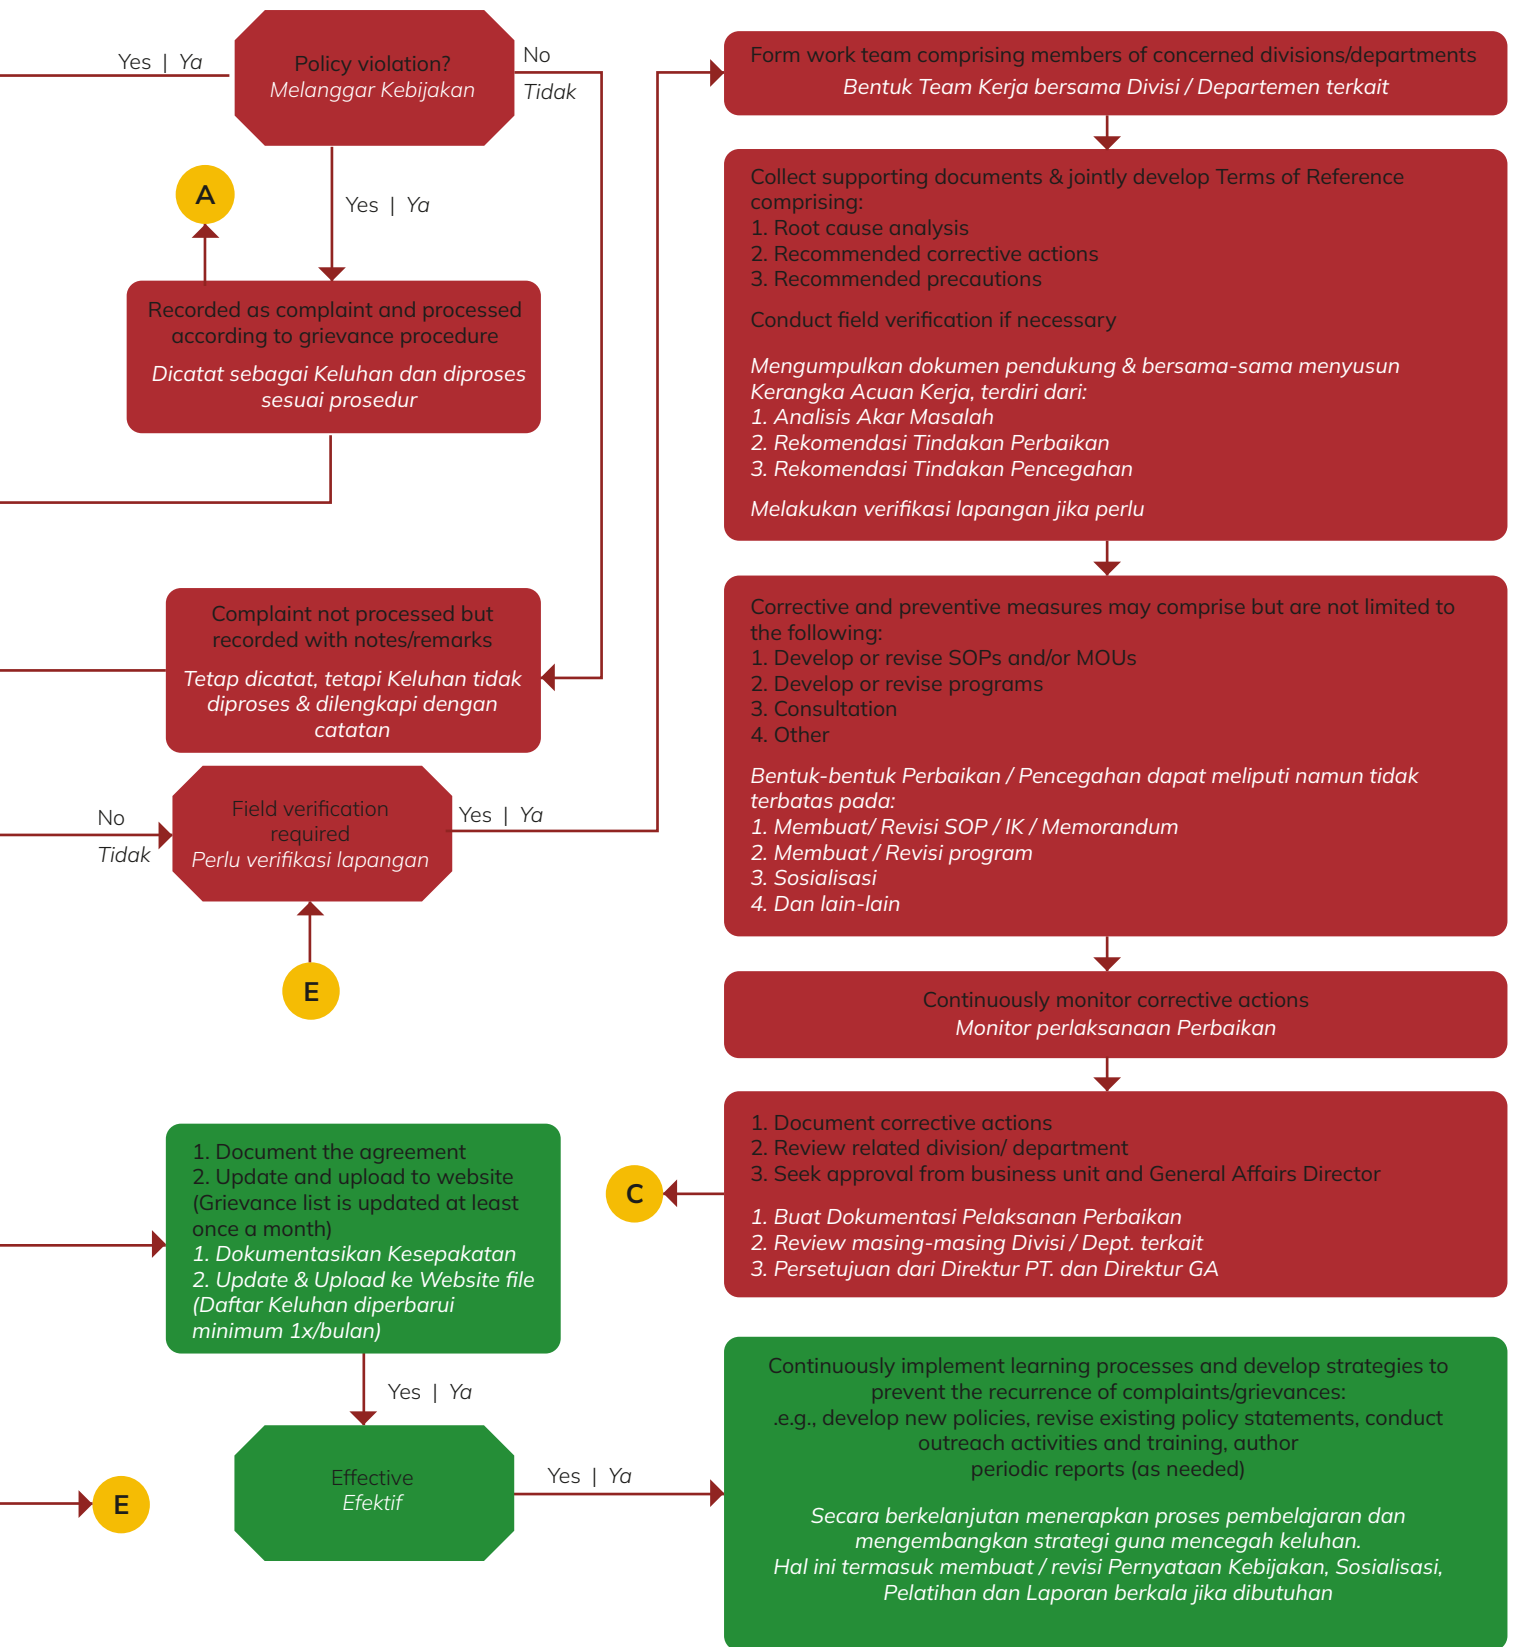 Yes | Ya
Policy violation?
Melanggar Kebijakan
No
Tidak
A
Yes | Ya
Recorded as complaint and processed
according to grievance procedure
Dicatat sebagai Keluhan dan diproses
sesuai prosedur
Complaint not processed but
recorded with notes/remarks
Tetap dicatat, tetapi Keluhan tidak
diproses & dilengkapi dengan
catatan
No
Tidak
Field verification
required
Perlu verifikasi lapangan
Yes | Ya
E
Form work team comprising members of concerned divisions/departments
Bentuk Team Kerja bersama Divisi / Departemen terkait
Collect supporting documents & jointly develop Terms of Reference
comprising:
1. Root cause analysis
2. Recommended corrective actions
3. Recommended precautions
Conduct field verification if necessary
Mengumpulkan dokumen pendukung & bersama-sama menyusun
Kerangka Acuan Kerja, terdiri dari:
1. Analisis Akar Masalah
2. Rekomendasi Tindakan Perbaikan
3. Rekomendasi Tindakan Pencegahan
Melakukan verifikasi lapangan jika perlu
Corrective and preventive measures may comprise but are not limited to
the following:
1. Develop or revise SOPs and/or MOUs
2. Develop or revise programs
3. Consultation
4. Other
Bentuk-bentuk Perbaikan / Pencegahan dapat meliputi namun tidak
terbatas pada:
1. Membuat/ Revisi SOP / IK / Memorandum
2. Membuat / Revisi program
3. Sosialisasi
4. Dan lain-lain
Continuously monitor corrective actions
Monitor perlaksanaan Perbaikan
1. Document corrective actions
2. Review related division/ department
3. Seek approval from business unit and General Affairs Director
1. Buat Dokumentasi Pelaksanan Perbaikan
2. Review masing-masing Divisi / Dept. terkait
3. Persetujuan dari Direktur PT. dan Direktur GA
C
1. Document the agreement
2. Update and upload to website
(Grievance list is updated at least
once a month)
1. Dokumentasikan Kesepakatan
2. Update & Upload ke Website file
(Daftar Keluhan diperbarui
minimum 1x/bulan)
Yes | Ya
Effective
Efektif
Yes | Ya
E
Continuously implement learning processes and develop strategies to
prevent the recurrence of complaints/grievances:
.e.g., develop new policies, revise existing policy statements, conduct
outreach activities and training, author
periodic reports (as needed)
Secara berkelanjutan menerapkan proses pembelajaran dan
mengembangkan strategi guna mencegah keluhan.
Hal ini termasuk membuat / revisi Pernyataan Kebijakan, Sosialisasi,
Pelatihan dan Laporan berkala jika dibutuhan